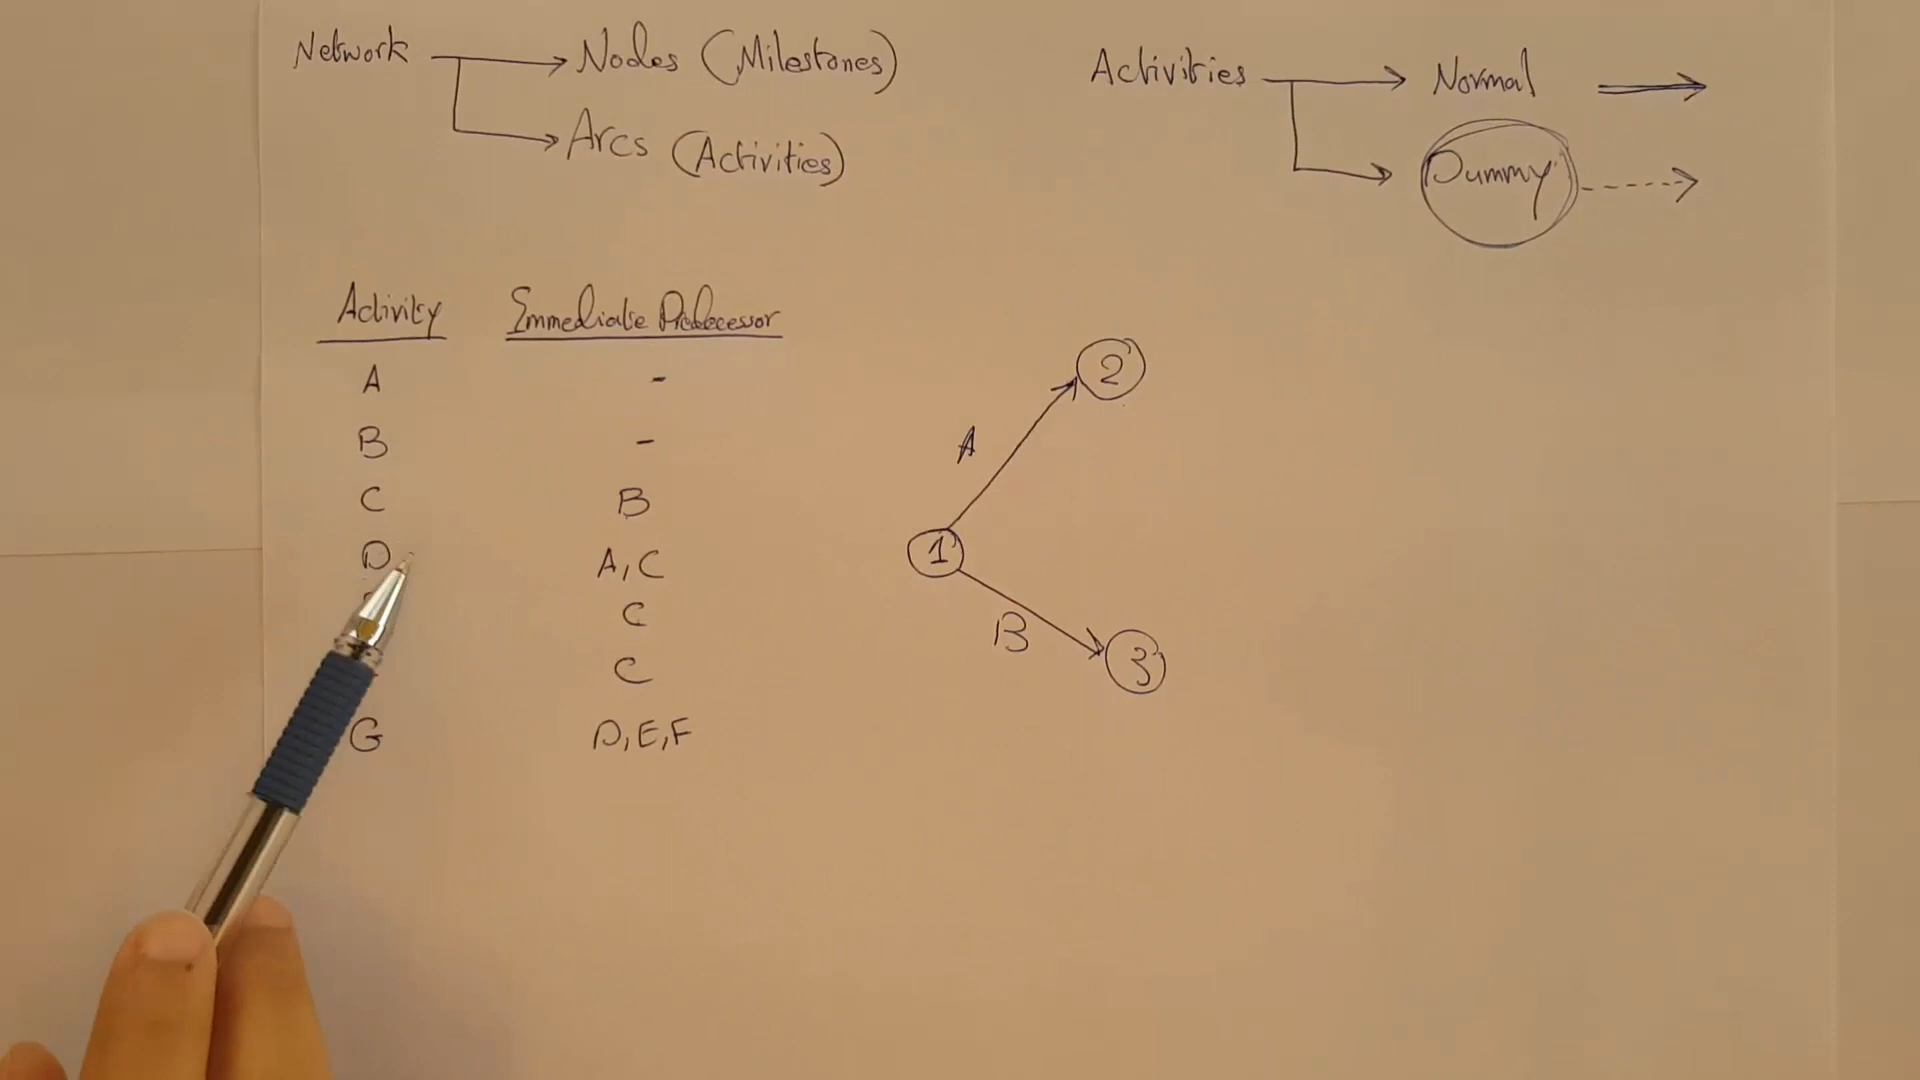 Network Nodes (Milestones)
Arcs (Activities)
Activities Normal
Dummy
Activity Immediate Predecessor
A -
B -
C B
D A, C
C
C
G D, E, F
2
A
1
B
3